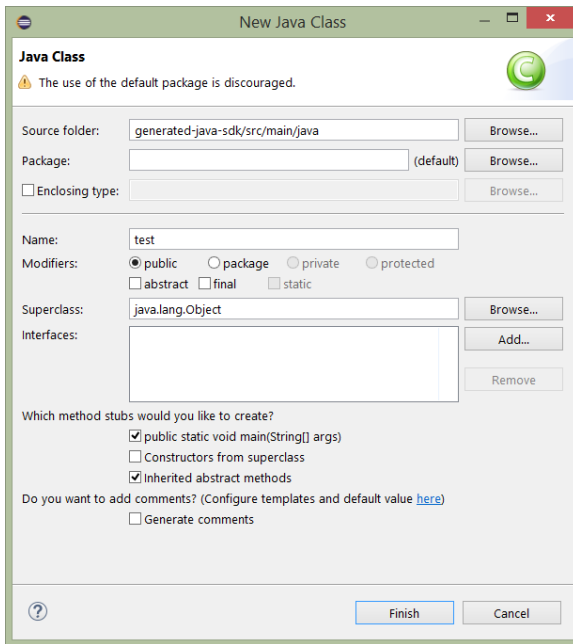 New Java Class
Java Class
The use of the default package is discouraged.
Source folder: generated-java-sdk/src/main/java Browse...
Package: (default) Browse...
Enclosing type: Browse...
Name: test
Modifiers: public package private protected
abstract final static
Superclass: java.lang.Object Browse...
Interfaces: Add...
Remove
Which method stubs would you like to create?
public static void main(String[] args)
Constructors from superclass
Inherited abstract methods
Do you want to add comments? (Configure templates and default value here)
Generate comments
? Finish Cancel